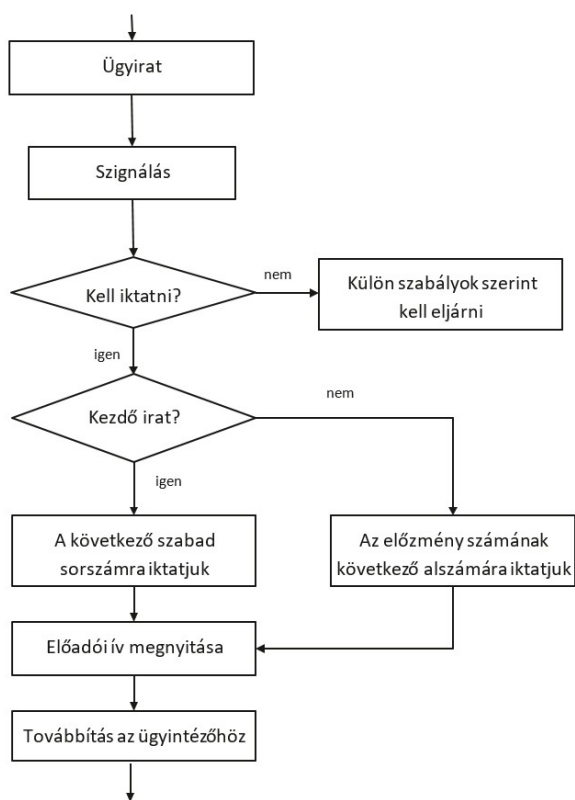 Ügyirat
Szignálás
Kell iktatni?
nem
Külön szabályok szerint
kell eljárni
igen
Kezdő irat?
nem
igen
A következő szabad
sorszámra iktatjuk
Az előzmény számának
következő alszámára iktatjuk
Előadói ív megnyitása
Továbbítás az ügyintézőhöz